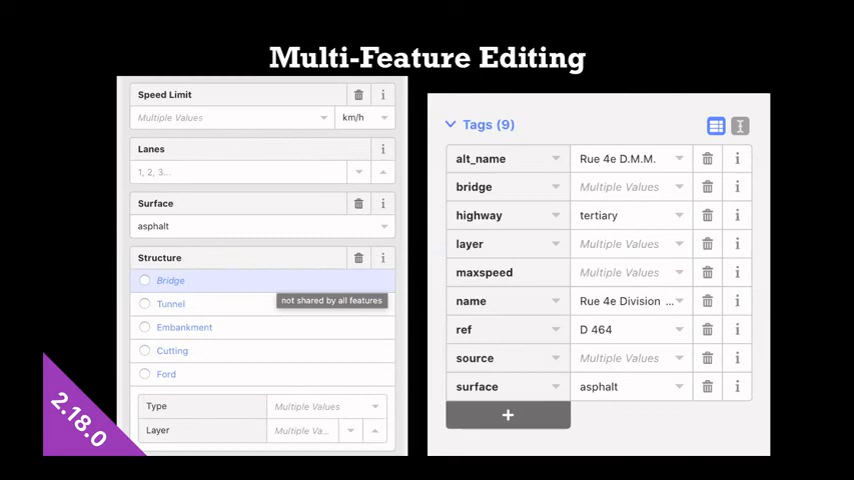 Multi-Feature Editing
Speed Limit
Multiple Values
km/h
Lanes
1, 2, 3...
Surface
asphalt
Structure
Bridge
not shared by all features
Tunnel
Embankment
Cutting
Ford
Type
Multiple Values
Layer
Multiple Va...
Tags (9)
alt_name Rue 4e D.M.M.
bridge Multiple Values
highway tertiary
layer Multiple Values
maxspeed Multiple Values
name Rue 4e Division ...
ref D 464
source Multiple Values
surface asphalt
+
2.18.0